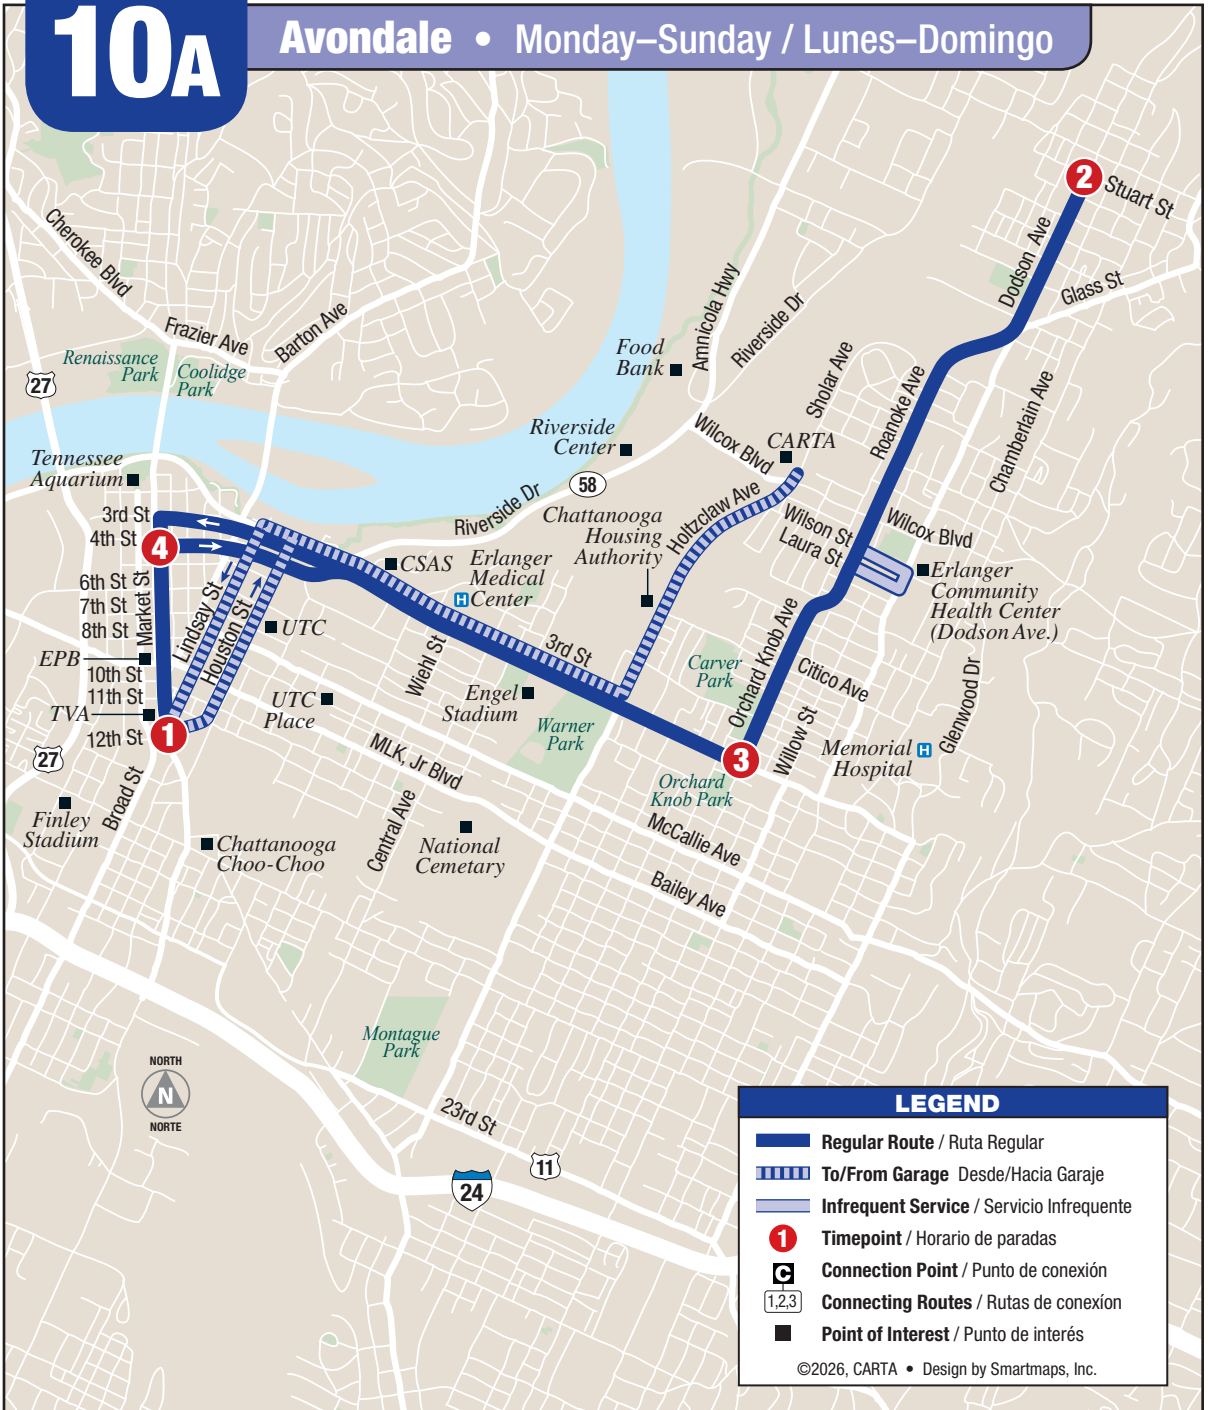 10A
Avondale • Monday–Sunday / Lunes–Domingo
2
Stuart St
Dodson Ave
Glass St
Cherokee Blvd
Frazier Ave
Barton Ave
Renaissance
Park
Coolidge
Park
27
Amnicola Hwy
Riverside Dr
Food
Bank
Sholar Ave
Roanoke Ave
Chamberlain Ave
Riverside
Center
Wilcox Blvd
CARTA
Tennessee
Aquarium
58
Riverside Dr
Chattanooga
Housing
Authority
Holtzclaw Ave
Wilson St
Laura St
Wilcox Blvd
3rd St
4th St
4
6th St
7th St
8th St
Market St
Lindsay St
Houston St
CSAS
Erlanger
Medical
Center
H
Erlanger
Community
Health Center
(Dodson Ave.)
UTC
EPB
10th St
11th St
TVA
12th St
1
UTC
Place
Wiehl St
3rd St
Engel
Stadium
Warner
Park
Carver
Park
Orchard Knob Ave
Citico Ave
Willow St
Glenwood Dr
3
Memorial
Hospital
H
Orchard
Knob Park
27
Broad St
MLK, Jr Blvd
Finley
Stadium
Chattanooga
Choo-Choo
Central Ave
National
Cemetary
McCallie Ave
Bailey Ave
Montague
Park
NORTH
N
NORTE
23rd St
11
24
LEGEND
Regular Route / Ruta Regular
To/From Garage Desde/Hacia Garaje
Infrequent Service / Servicio Infrequente
1 Timepoint / Horario de paradas
C Connection Point / Punto de conexión
1,2,3 Connecting Routes / Rutas de conexíon
Point of Interest / Punto de interés
©2026, CARTA • Design by Smartmaps, Inc.